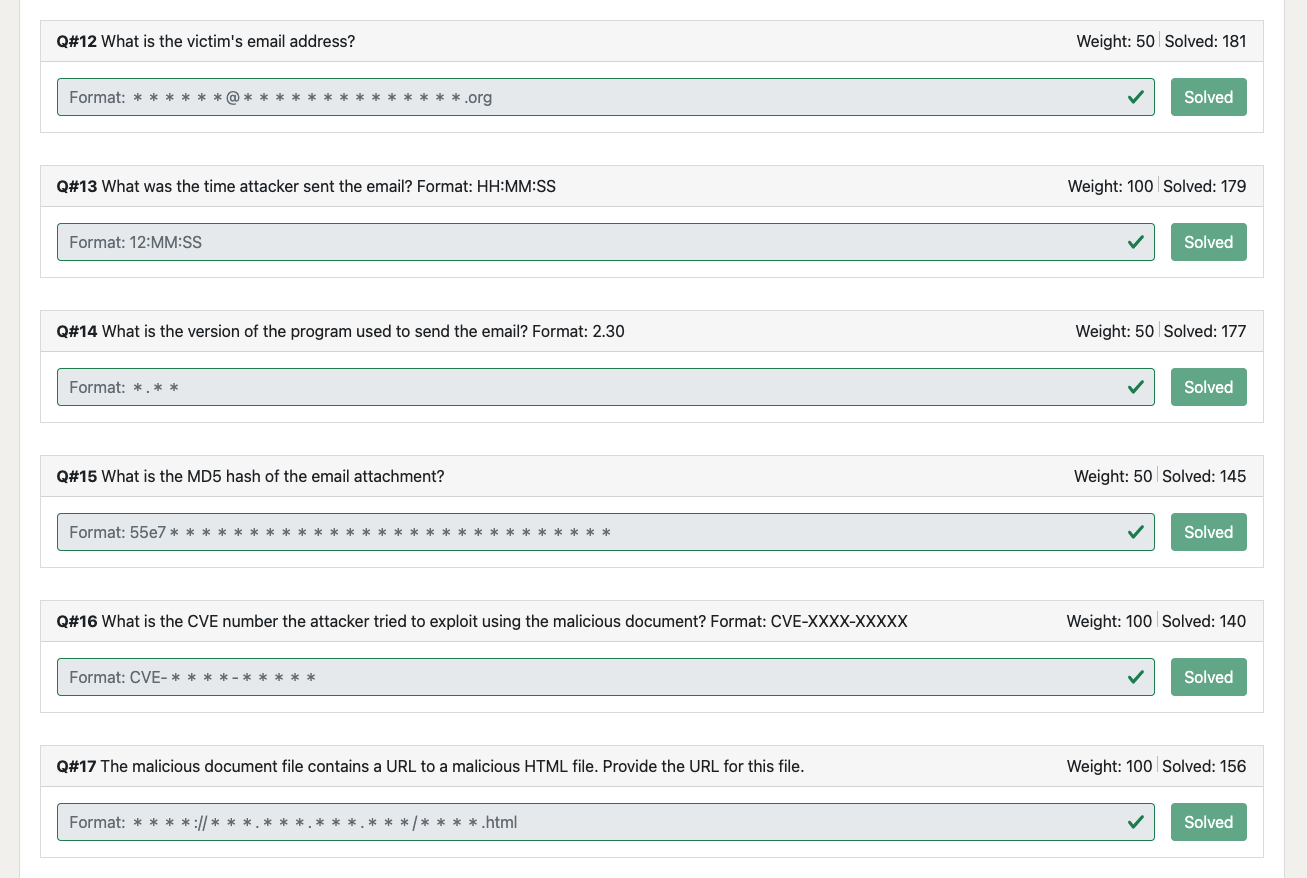 Q#12 What is the victim's email address? Weight: 50 Solved: 181
Format: ******@**************.org Solved
Q#13 What was the time attacker sent the email? Format: HH:MM:SS Weight: 100 Solved: 179
Format: 12:MM:SS Solved
Q#14 What is the version of the program used to send the email? Format: 2.30 Weight: 50 Solved: 177
Format: *.** Solved
Q#15 What is the MD5 hash of the email attachment? Weight: 50 Solved: 145
Format: 55e7**************************** Solved
Q#16 What is the CVE number the attacker tried to exploit using the malicious document? Format: CVE-XXXX-XXXXX Weight: 100 Solved: 140
Format: CVE-****-***** Solved
Q#17 The malicious document file contains a URL to a malicious HTML file. Provide the URL for this file. Weight: 100 Solved: 156
Format: ****://***.***.***.***/****.html Solved